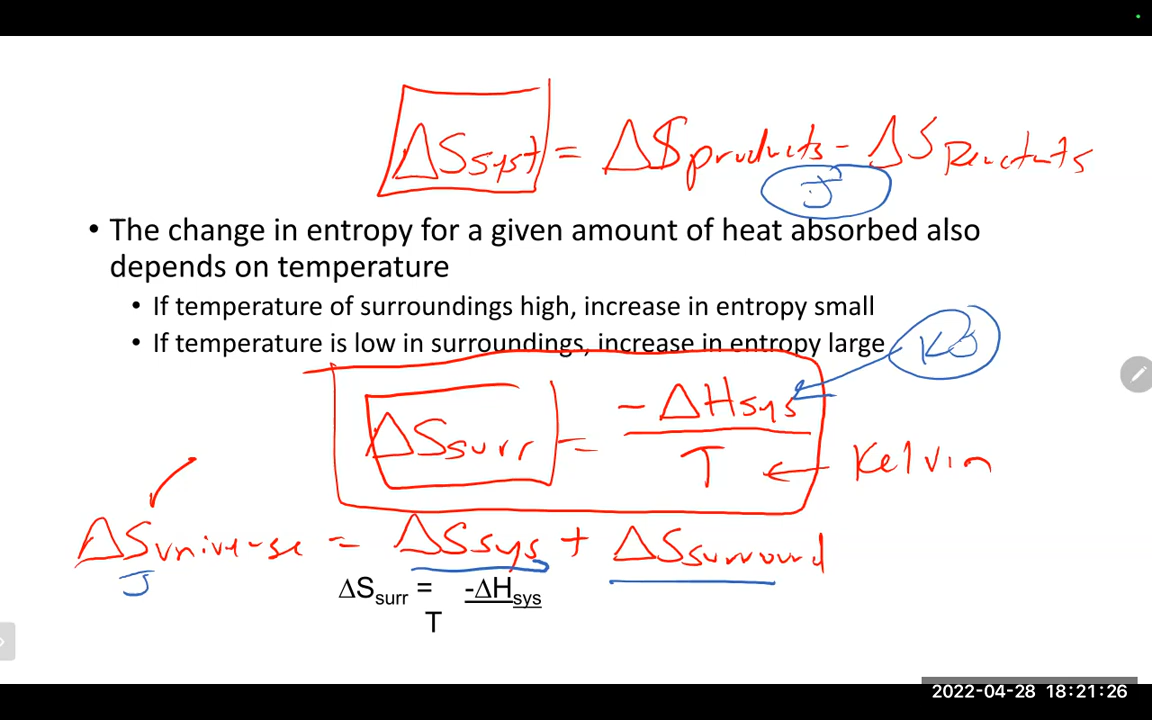 ΔSsyst = ΔSproducts - ΔSReactants
J
• The change in entropy for a given amount of heat absorbed also
depends on temperature
• If temperature of surroundings high, increase in entropy small
• If temperature is low in surroundings, increase in entropy large
KJ
ΔSsurr = -ΔHsys
T ← Kelvin
ΔSuniverse = ΔSsys + ΔSsurround
J
ΔSsurr = -ΔHsys
T
2022-04-28 18:21:26